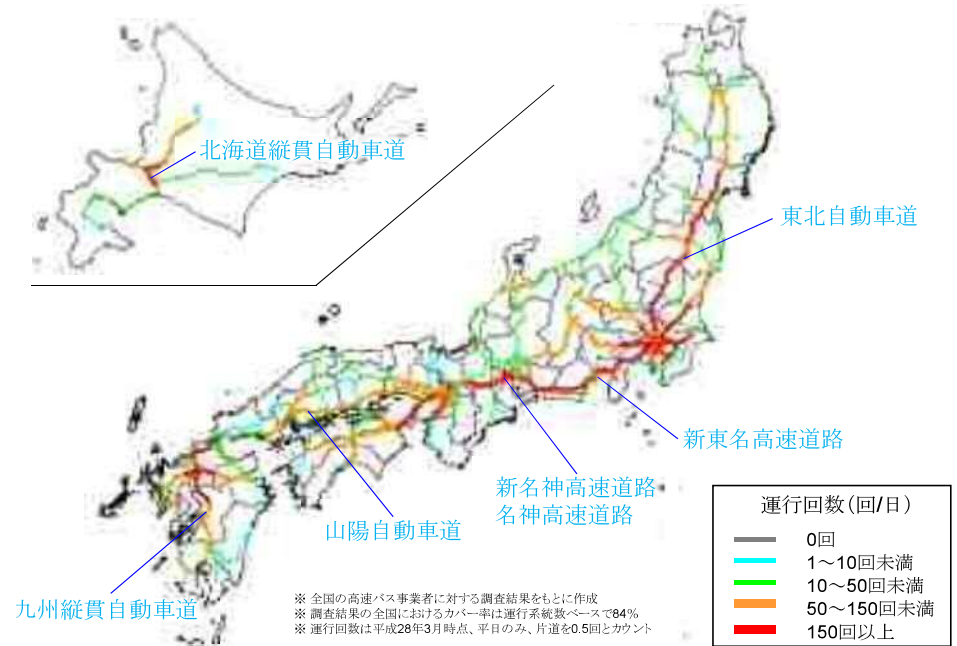 北海道縦貫自動車道
東北自動車道
新東名高速道路
新名神高速道路
名神高速道路
山陽自動車道
九州縦貫自動車道
運行回数(回/日)
0回
1～10回未満
10～50回未満
50～150回未満
150回以上
※ 全国の高速バス事業者に対する調査結果をもとに作成
※ 調査結果の全国におけるカバー率は運行系統数ベースで84%
※ 運行回数は平成28年3月時点、平日のみ、片道を0.5回とカウント